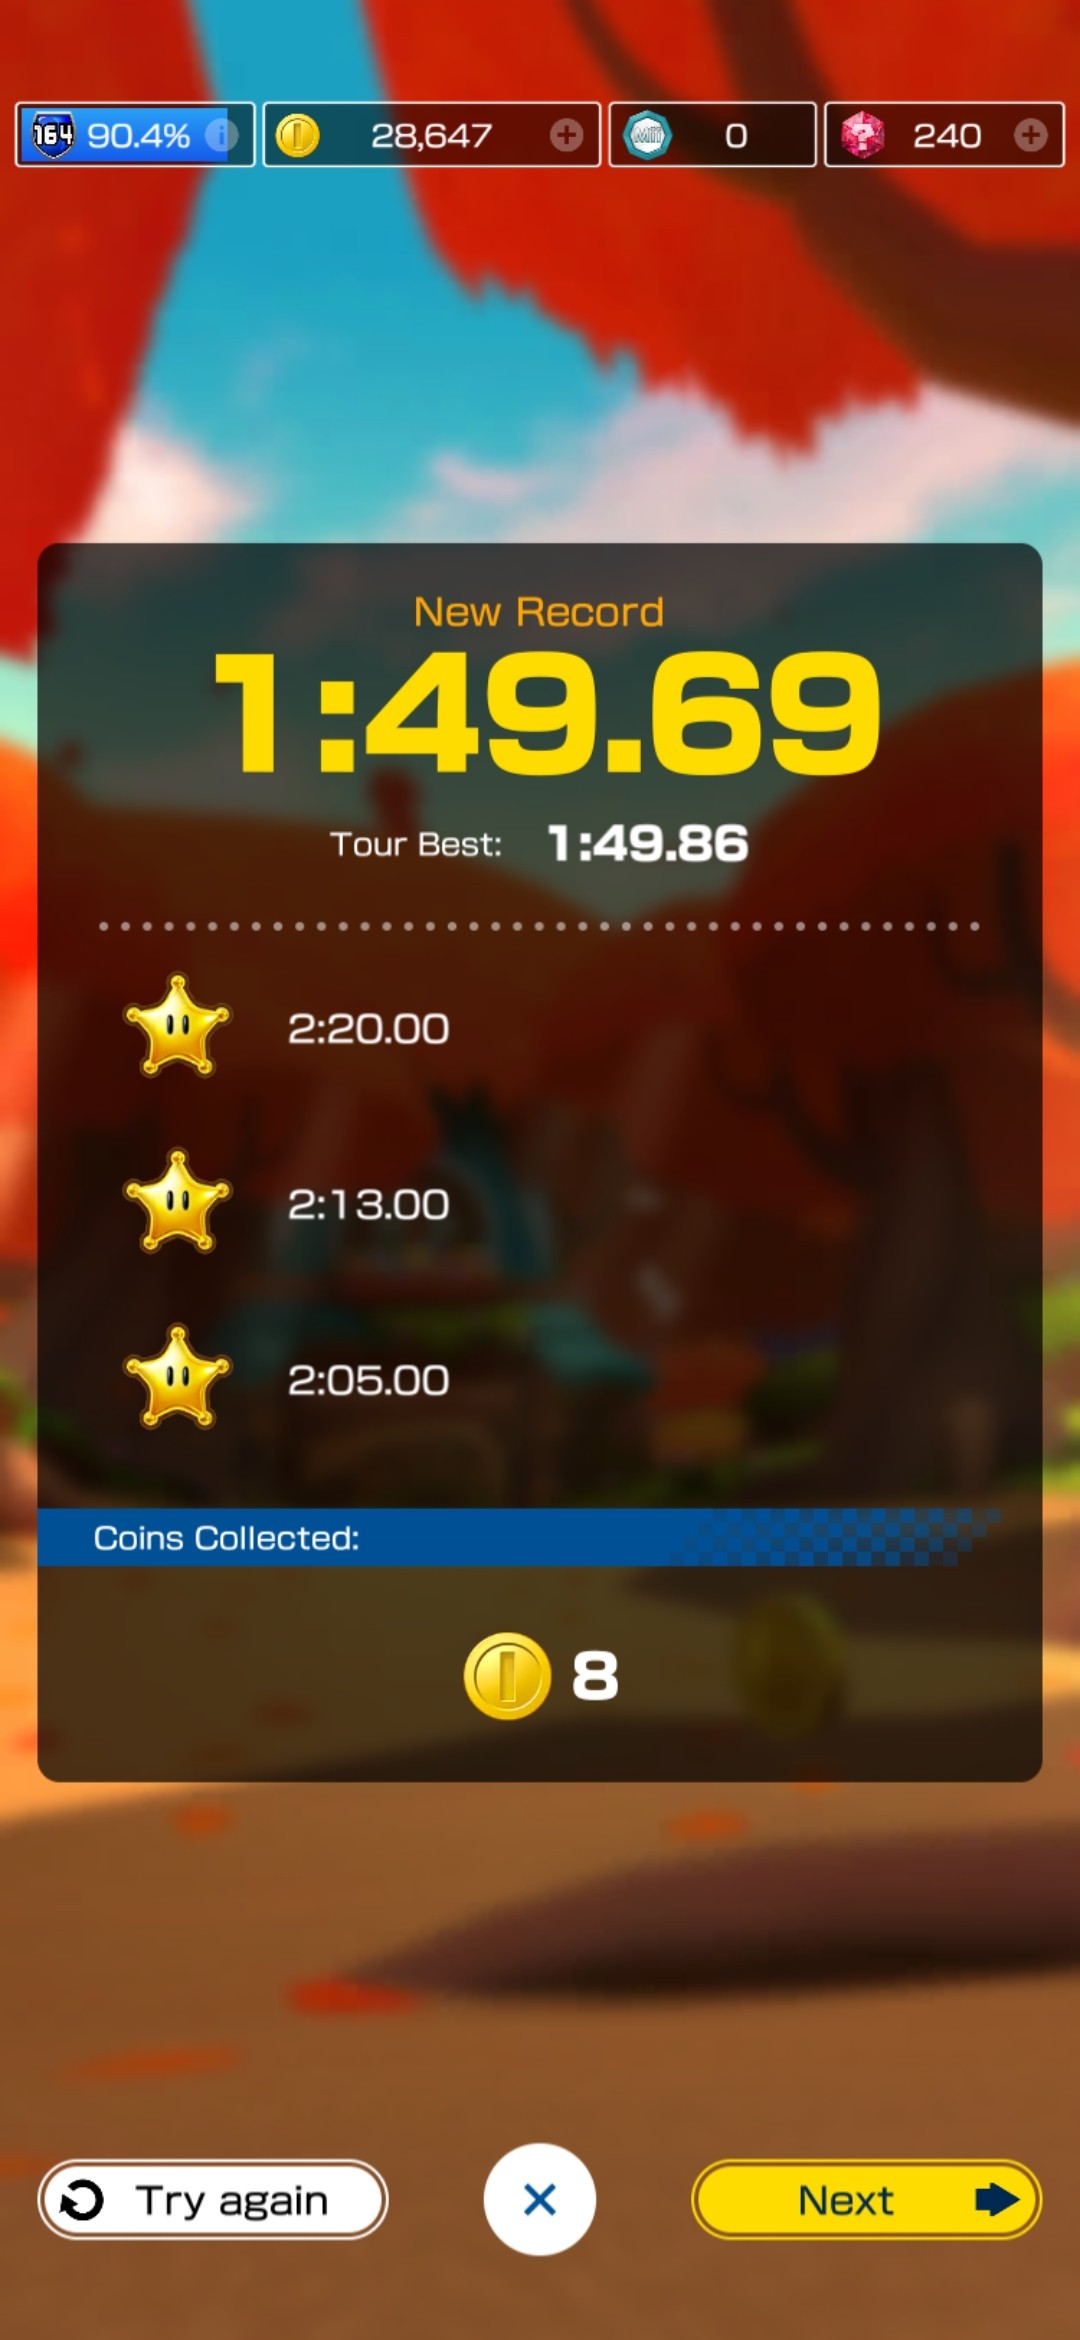 164 90.4% i 28,647 + Mii 0 ? 240 +
New Record
1:49.69
Tour Best: 1:49.86
2:20.00
2:13.00
2:05.00
Coins Collected:
8
Try again × Next